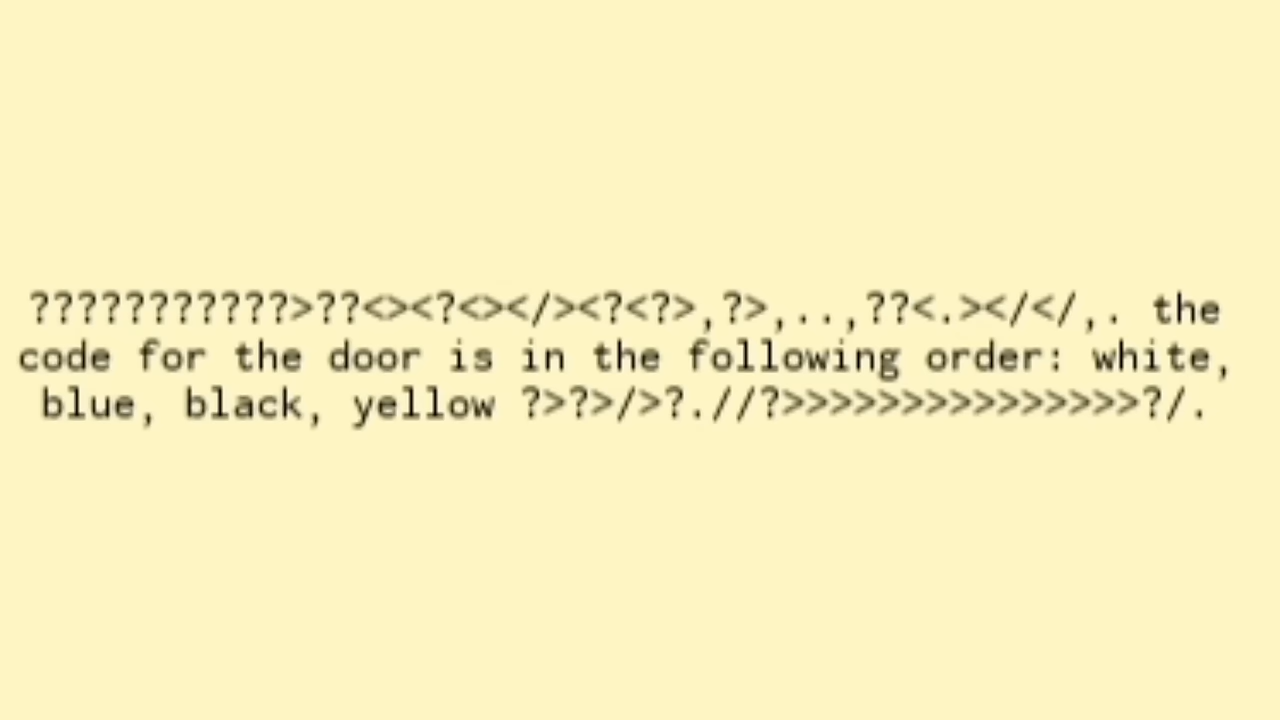 ???????????>??<><?<></><?<?>,?>,..,??<.></</,. the
code for the door is in the following order: white,
blue, black, yellow ?>?>/>?.//?>>>>>>>>>>>>>>>?/.